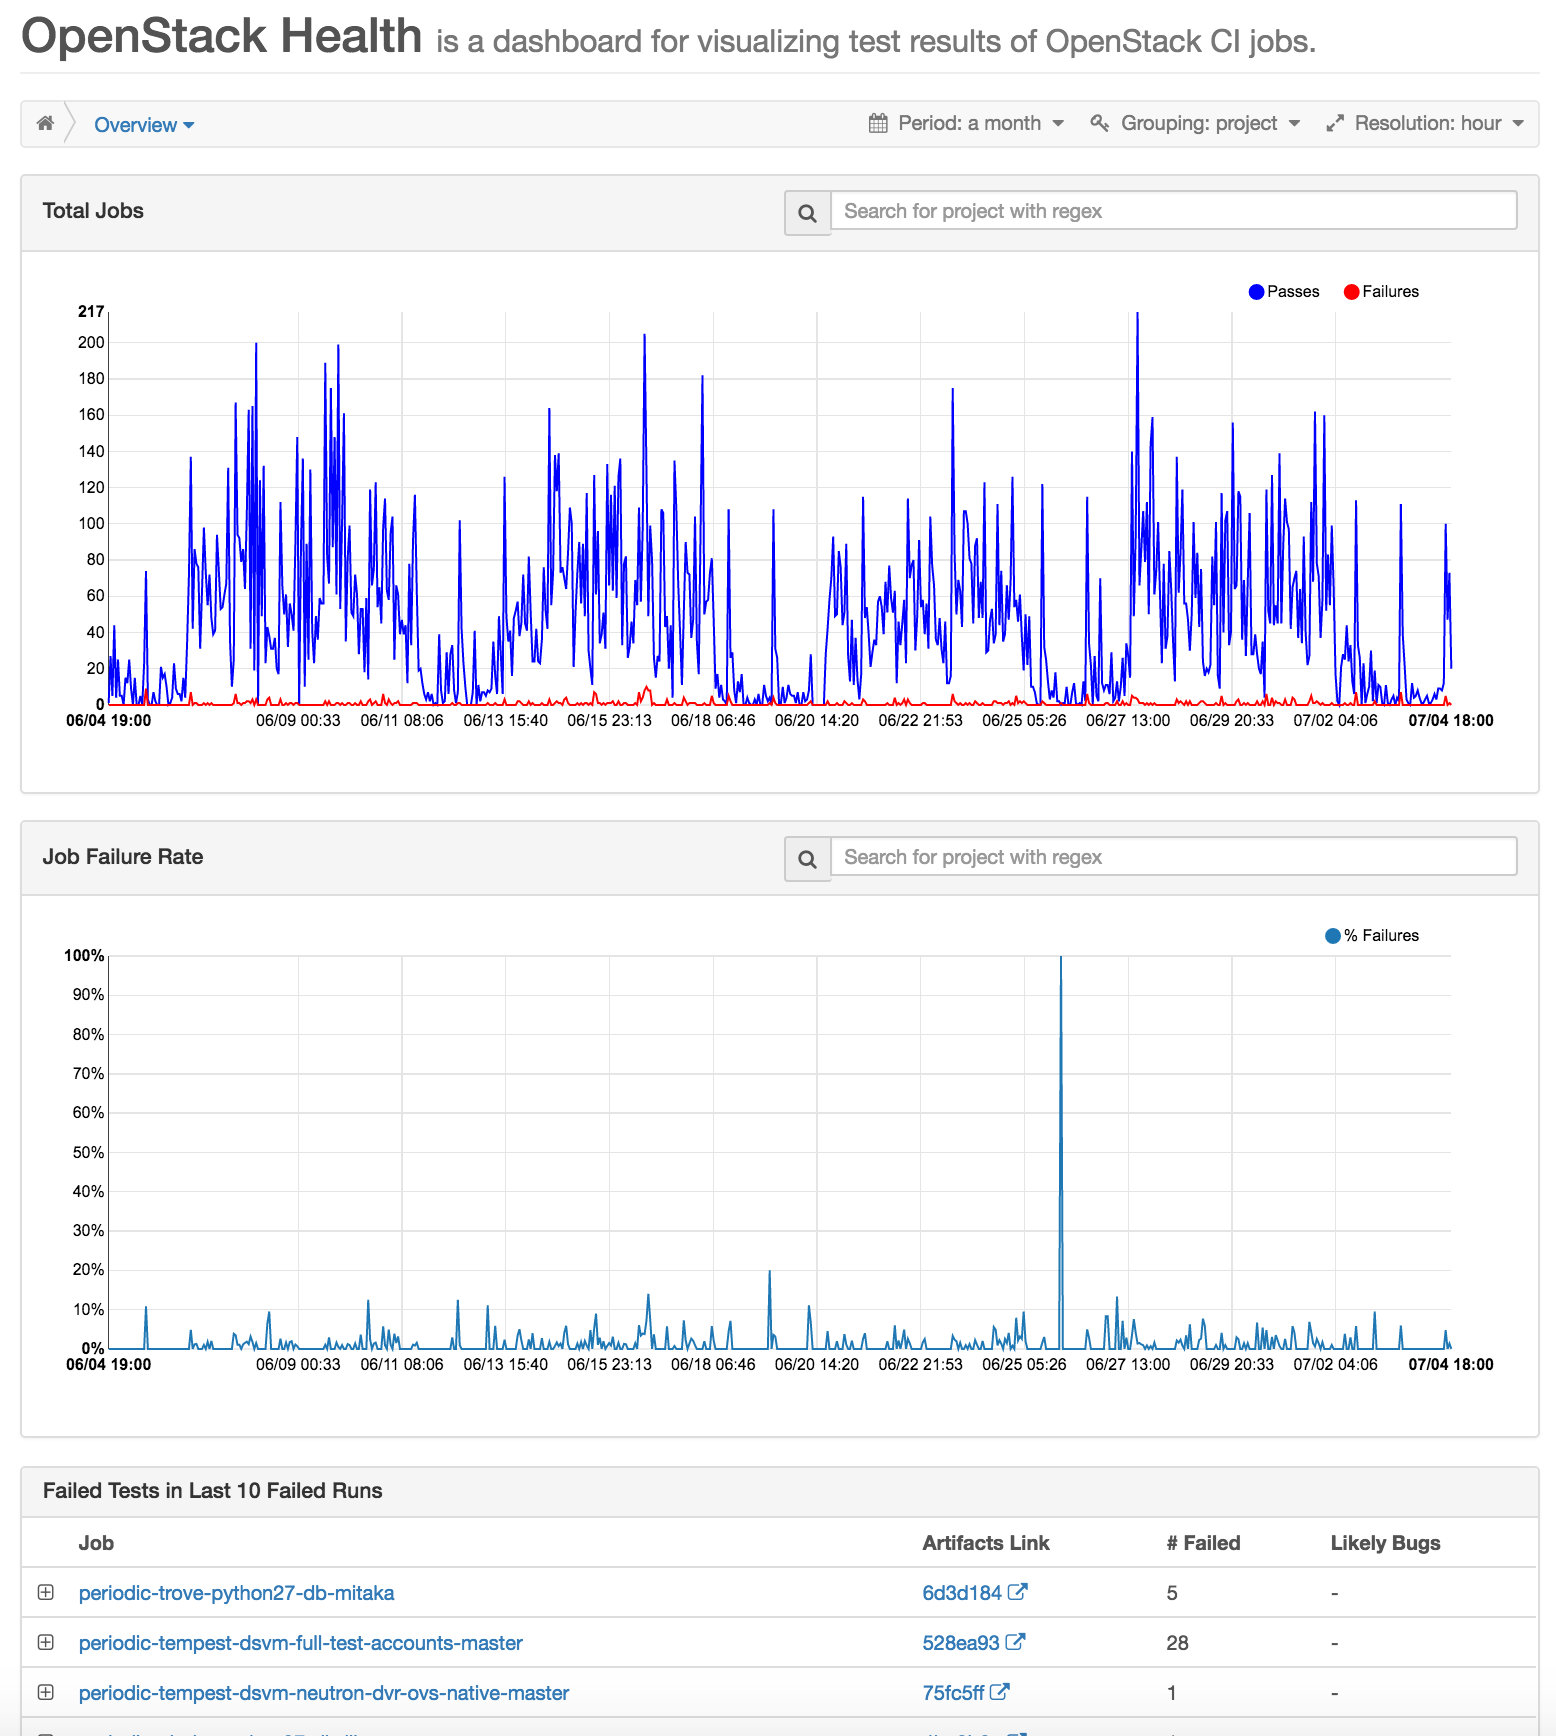 OpenStack Health is a dashboard for visualizing test results of OpenStack CI jobs.
Overview
Period: a month
Grouping: project
Resolution: hour
Total Jobs
Search for project with regex
Passes
Failures
217
200
180
160
140
120
100
80
60
40
20
0
06/04 19:00
06/09 00:33
06/11 08:06
06/13 15:40
06/15 23:13
06/18 06:46
06/20 14:20
06/22 21:53
06/25 05:26
06/27 13:00
06/29 20:33
07/02 04:06
07/04 18:00
Job Failure Rate
Search for project with regex
% Failures
100%
90%
80%
70%
60%
50%
40%
30%
20%
10%
0%
06/04 19:00
06/09 00:33
06/11 08:06
06/13 15:40
06/15 23:13
06/18 06:46
06/20 14:20
06/22 21:53
06/25 05:26
06/27 13:00
06/29 20:33
07/02 04:06
07/04 18:00
Failed Tests in Last 10 Failed Runs
Job Artifacts Link # Failed Likely Bugs
periodic-trove-python27-db-mitaka 6d3d184 5 -
periodic-tempest-dsvm-full-test-accounts-master 528ea93 28 -
periodic-tempest-dsvm-neutron-dvr-ovs-native-master 75fc5ff 1 -